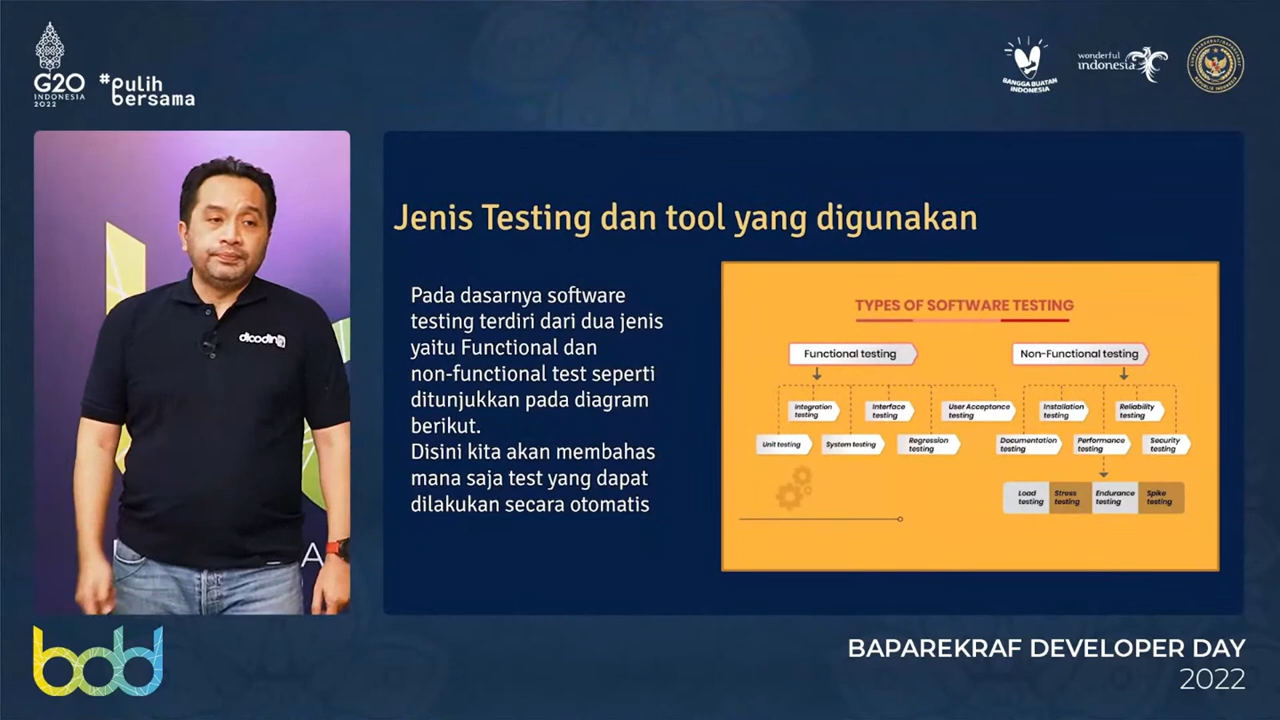 G20
INDONESIA
2022
#pulih
bersama
BANGGA BUATAN
INDONESIA
wonderful
indonesia
dicoding
A
Jenis Testing dan tool yang digunakan
Pada dasarnya software
testing terdiri dari dua jenis
yaitu Functional dan
non-functional test seperti
ditunjukkan pada diagram
berikut.
Disini kita akan membahas
mana saja test yang dapat
dilakukan secara otomatis
TYPES OF SOFTWARE TESTING
Functional testing
Non-Functional testing
Integration
testing
Interface
testing
User Acceptance
testing
Installation
testing
Reliability
testing
Unit testing
System testing
Regression
testing
Documentation
testing
Performance
testing
Security
testing
Load
testing
Stress
testing
Endurance
testing
Spike
testing
bdd
BAPAREKRAF DEVELOPER DAY
2022